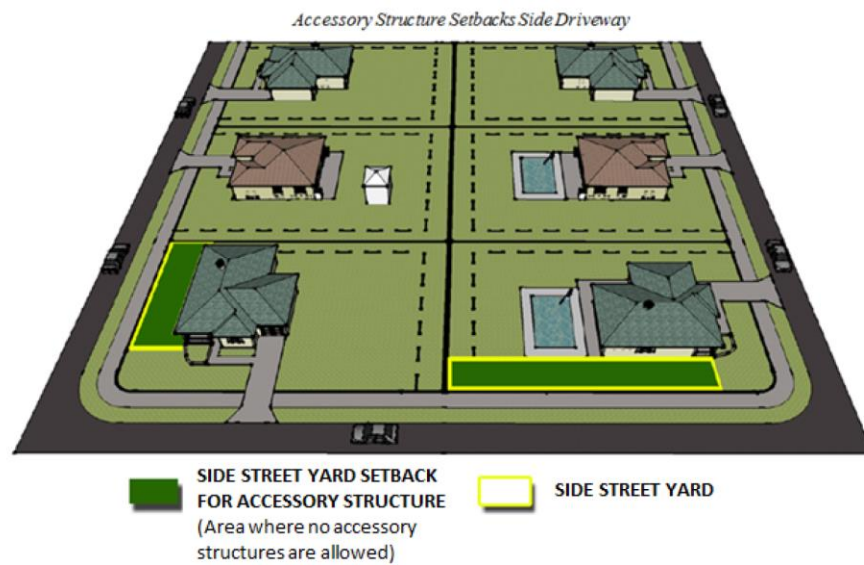 Accessory Structure Setbacks Side Driveway
SIDE STREET YARD SETBACK
FOR ACCESSORY STRUCTURE
(Area where no accessory
structures are allowed)
SIDE STREET YARD